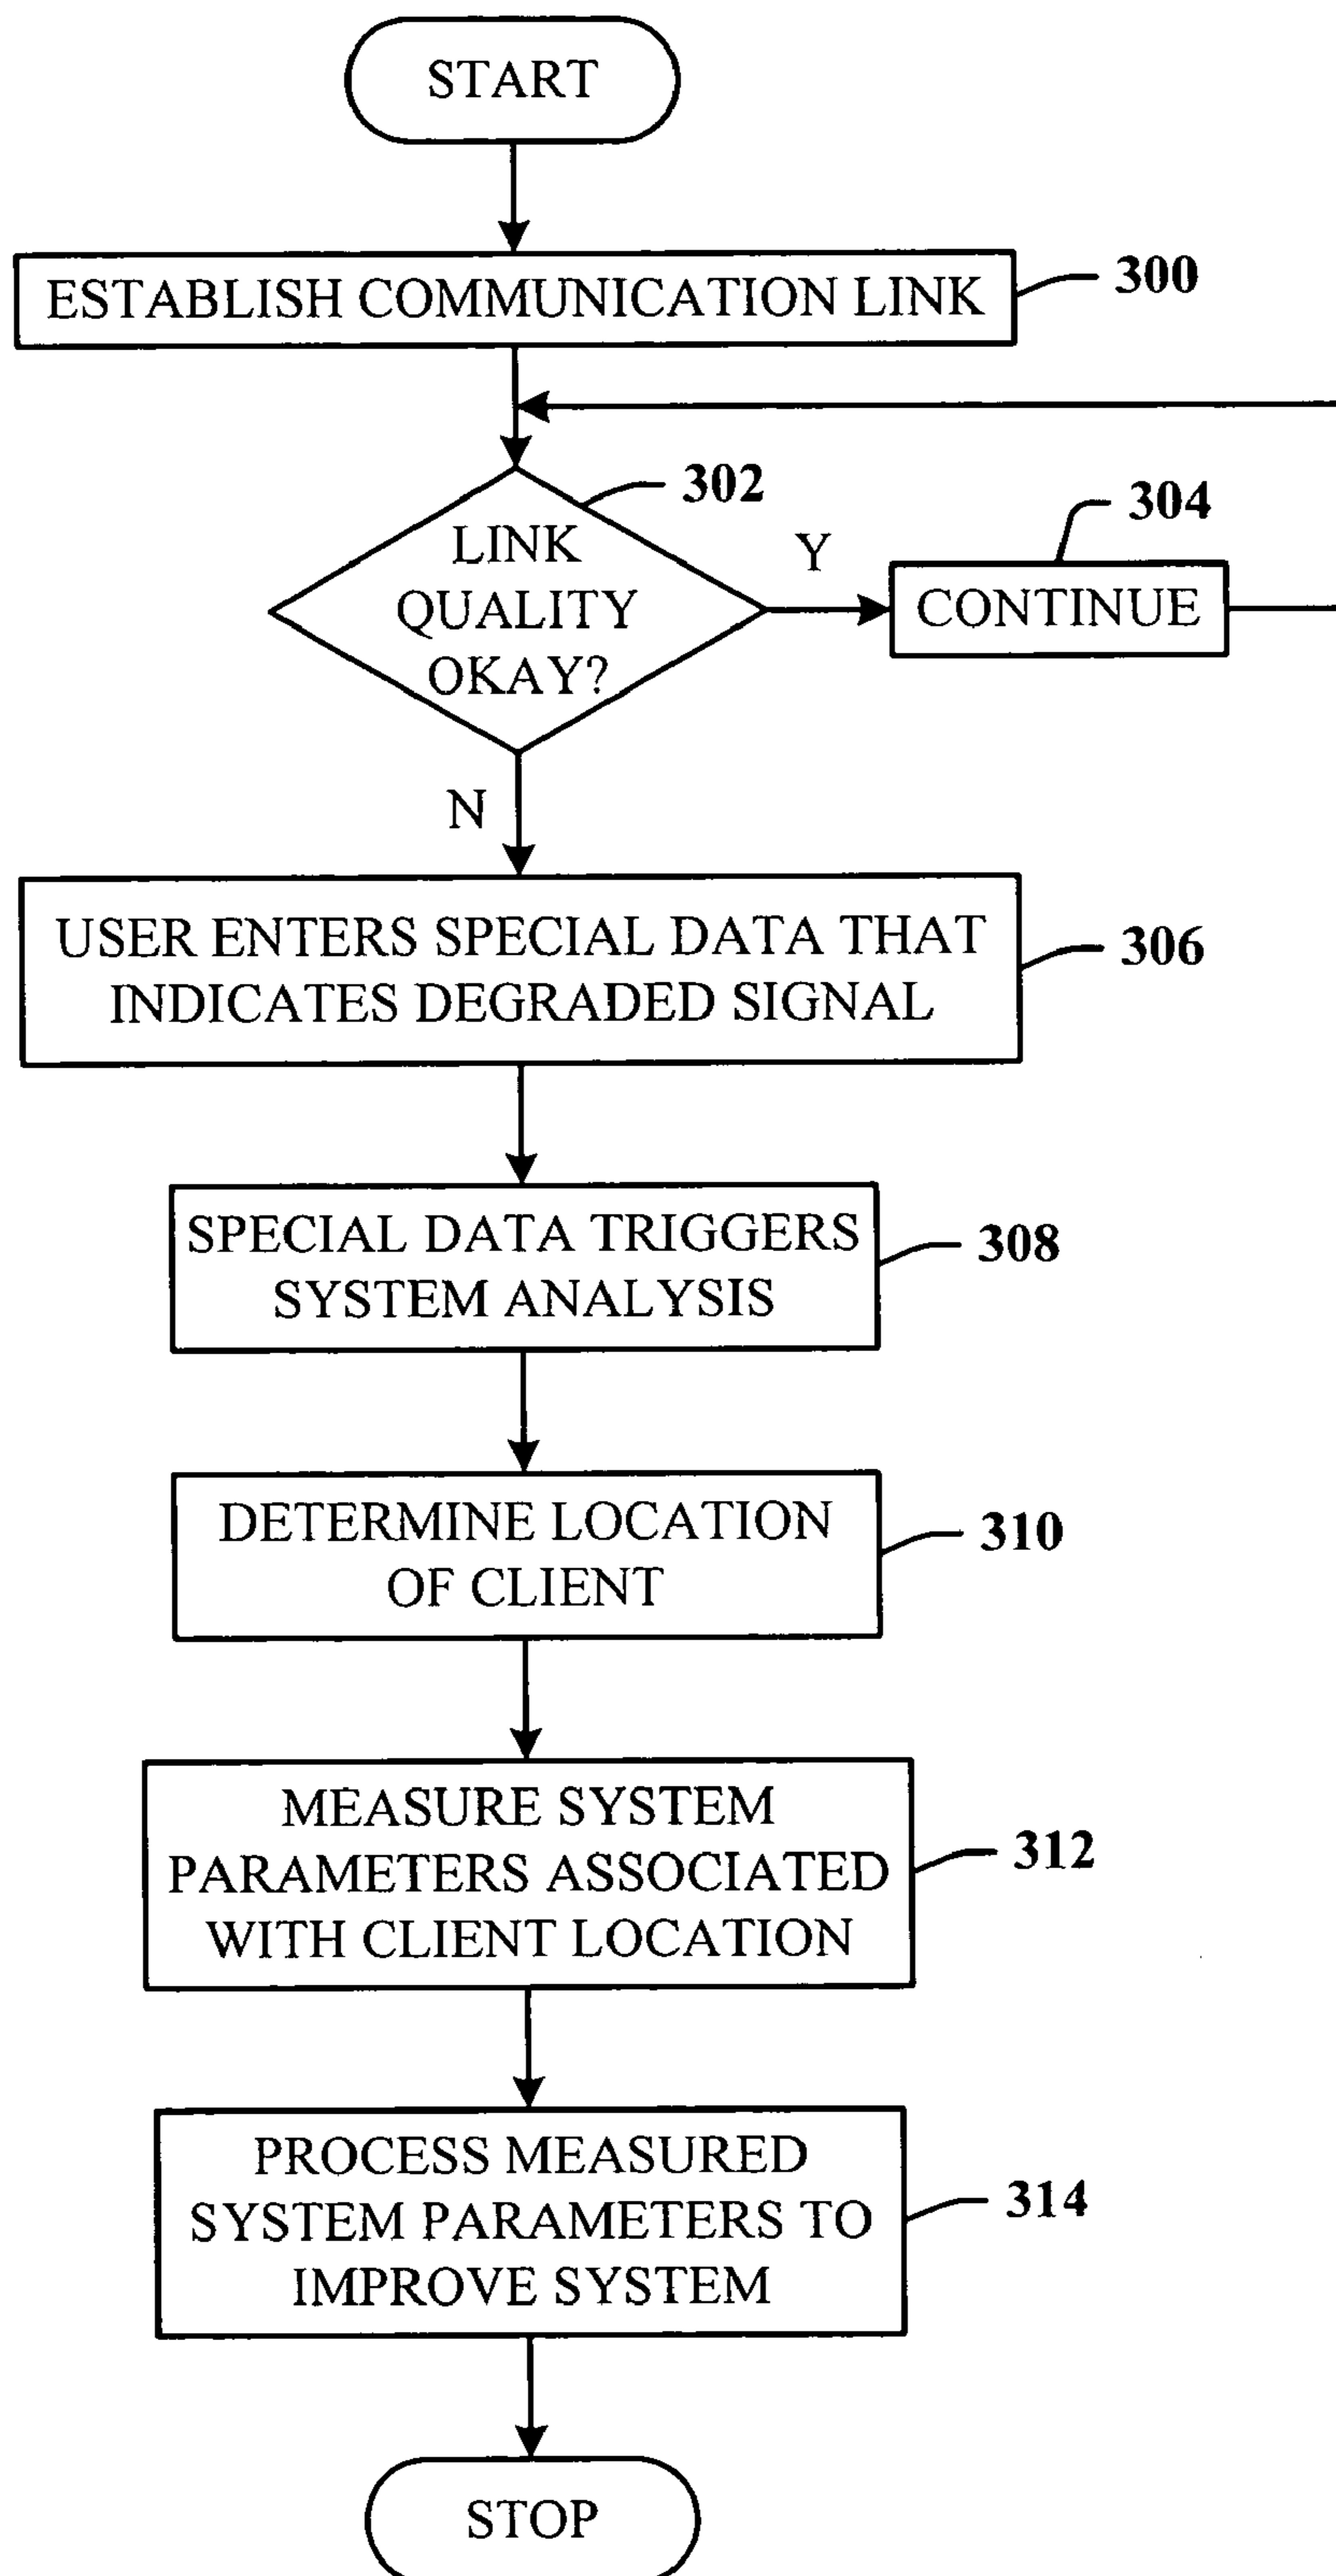 START
ESTABLISH COMMUNICATION LINK
300
302
304
LINK
QUALITY
OKAY?
Y
CONTINUE
N
USER ENTERS SPECIAL DATA THAT
INDICATES DEGRADED SIGNAL
306
SPECIAL DATA TRIGGERS
SYSTEM ANALYSIS
308
DETERMINE LOCATION
OF CLIENT
310
MEASURE SYSTEM
PARAMETERS ASSOCIATED
WITH CLIENT LOCATION
312
PROCESS MEASURED
SYSTEM PARAMETERS TO
IMPROVE SYSTEM
314
STOP